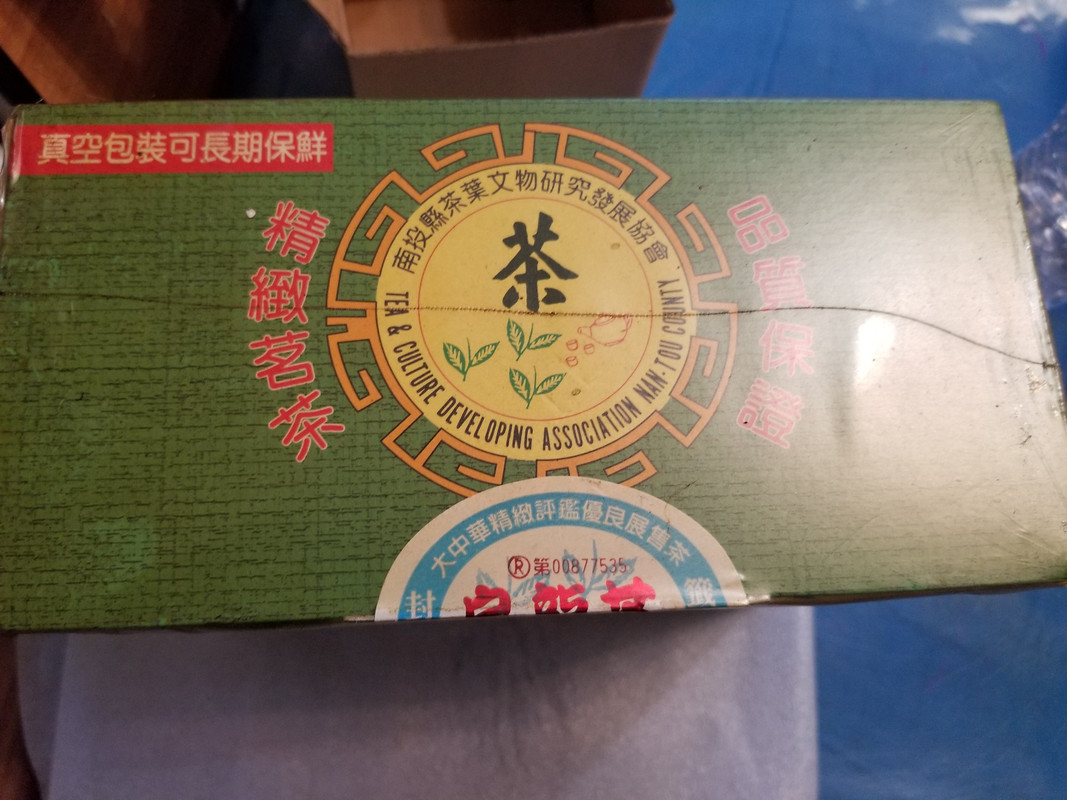 真空包裝可長期保鮮
精緻茗茶
南投縣茶葉文物研究發展協會
茶
TEA & CULTURE DEVELOPING ASSOCIATION NAN-TOU COUNTY
品質保證
大中華精緻評鑑優良展售茶
®第00877535
封
籤